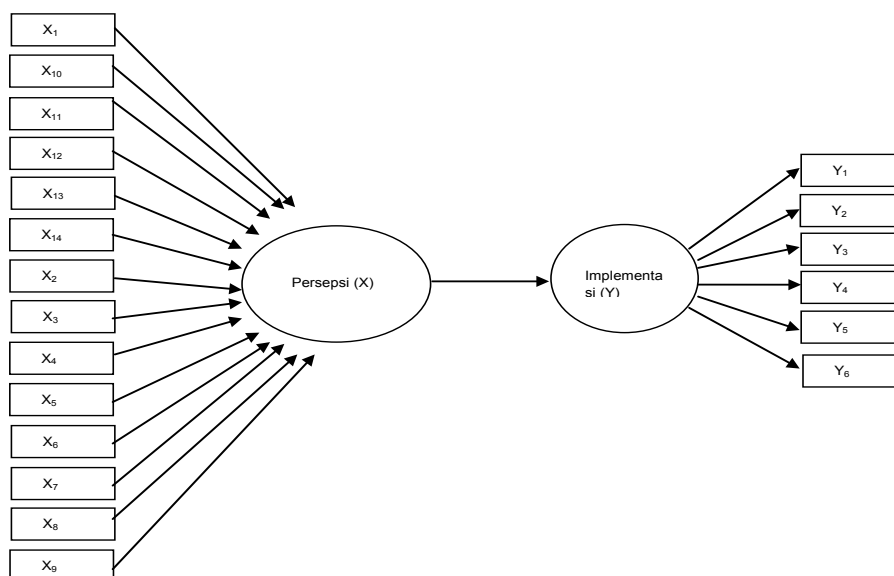 X₁
X₁₀
X₁₁
X₁₂
X₁₃
X₁₄
X₂
X₃
X₄
X₅
X₆
X₇
X₈
X₉
Persepsi (X)
Implementa
si (Y)
Y₁
Y₂
Y₃
Y₄
Y₅
Y₆